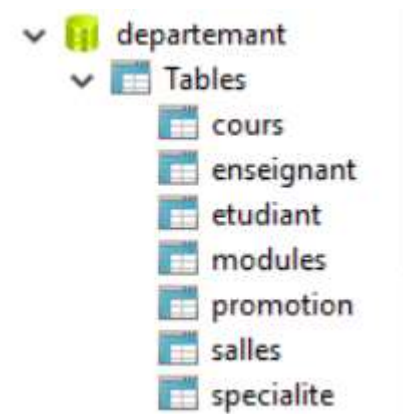 departemant
Tables
cours
enseignant
etudiant
modules
promotion
salles
specialite